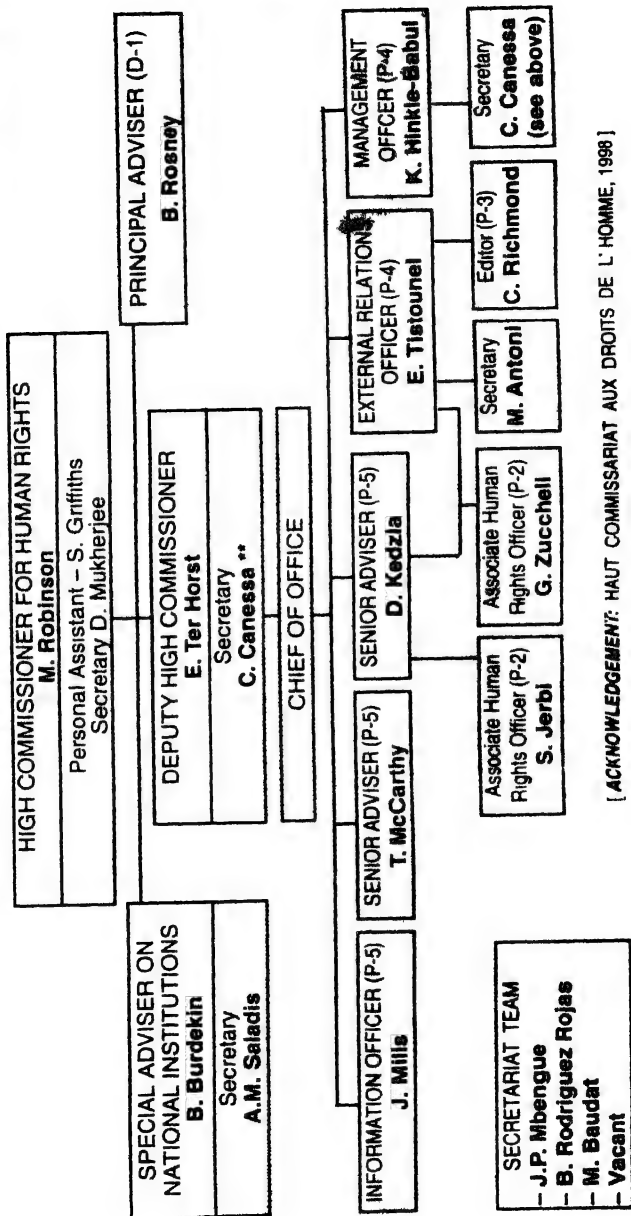 HIGH COMMISSIONER FOR HUMAN RIGHTS
M. Robinson
Personal Assistant – S. Griffiths
Secretary D. Mukherjee
SPECIAL ADVISER ON
NATIONAL INSTITUTIONS
B. Burdekin
Secretary
A.M. Saladis
PRINCIPAL ADVISER (D-1)
B. Rosney
DEPUTY HIGH COMMISSIONER
E. Ter Horst
Secretary
C. Canessa **
CHIEF OF OFFICE
INFORMATION OFFICER (P-5)
J. Mills
SENIOR ADVISER (P-5)
T. McCarthy
SENIOR ADVISER (P-5)
D. Kedzia
EXTERNAL RELATIONS
OFFICER (P-4)
E. Tistounel
MANAGEMENT
OFFCER (P-4)
K. Hinkle-Babul
Associate Human
Rights Officer (P-2)
S. Jerbi
Associate Human
Rights Officer (P-2)
G. Zuccheli
Secretary
M. Antoni
Editor (P-3)
C. Richmond
Secretary
C. Canessa
(see above)
SECRETARIAT TEAM
– J.P. Mbengue
– B. Rodriguez Rojas
– M. Baudat
– Vacant
[ACKNOWLEDGEMENT: HAUT COMMISSARIAT AUX DROITS DE L'HOMME, 1998]